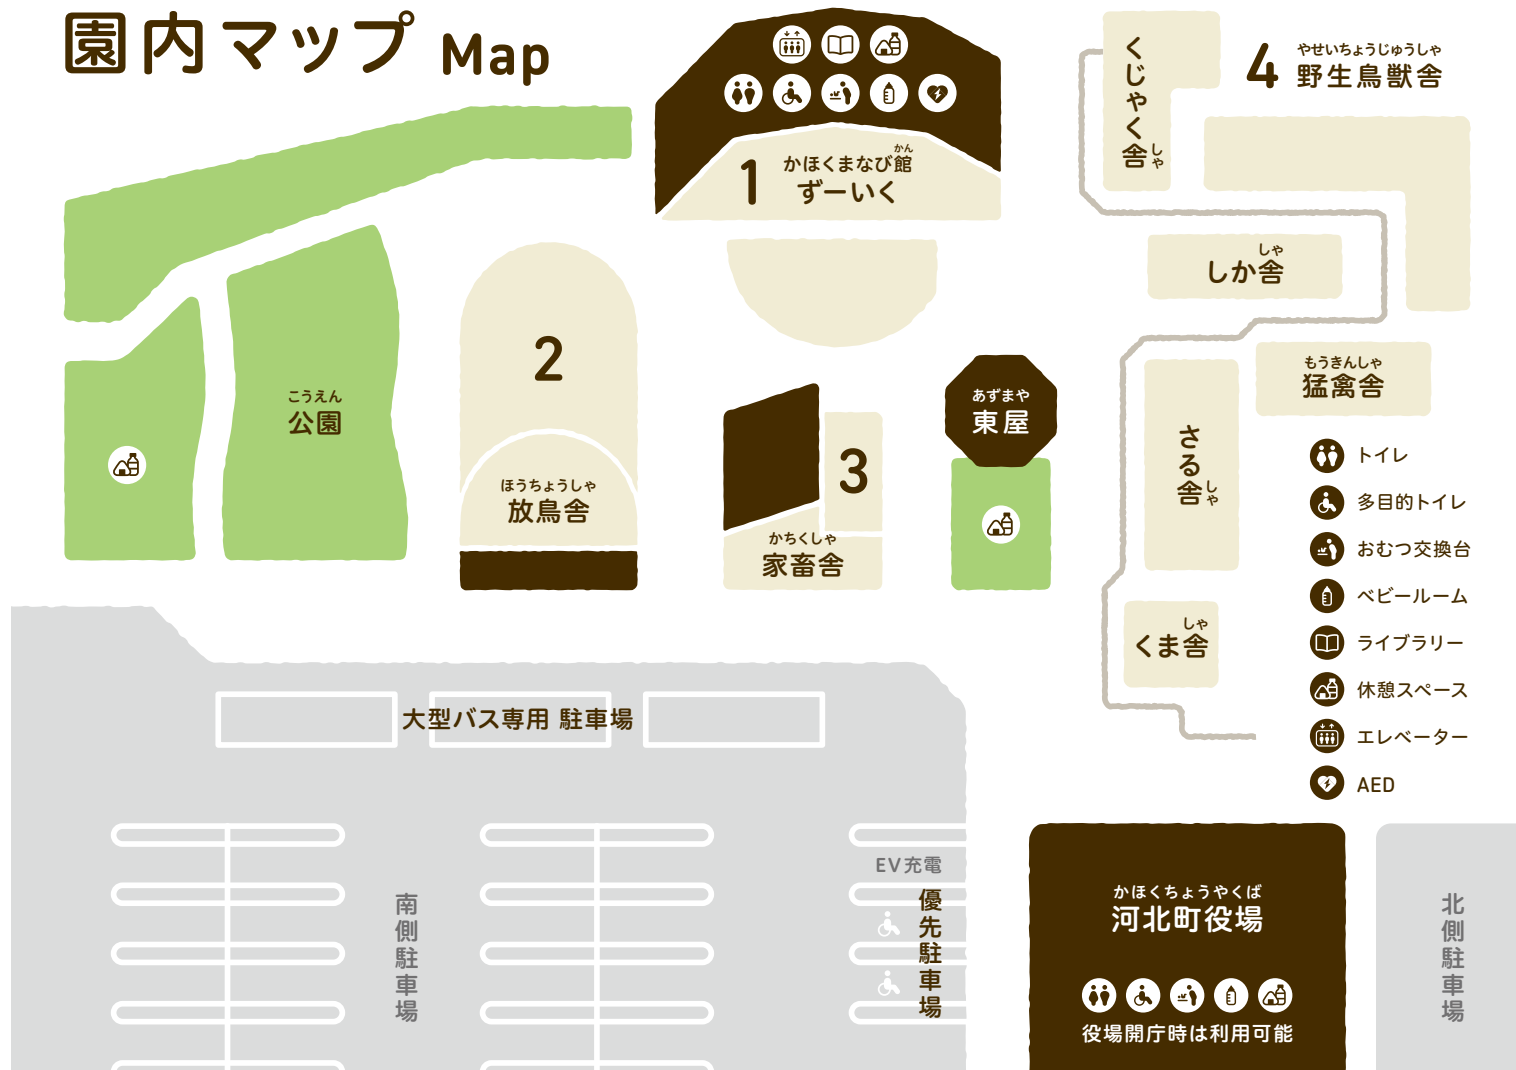 園内マップ Map
かん
かほくまなび館
1 ずーいく
くじゃく舎
しゃ
やせいちょうじゅうしゃ
4 野生鳥獣舎
しゃ
しか舎
もうきんしゃ
猛禽舎
さる舎
しゃ
しゃ
くま舎
こうえん
公園
2
ほうちょうしゃ
放鳥舎
3
かちくしゃ
家畜舎
あずまや
東屋
トイレ
多目的トイレ
おむつ交換台
ベビールーム
ライブラリー
休憩スペース
エレベーター
AED
大型バス専用 駐車場
南側駐車場
EV充電
優先駐車場
かほくちょうやくば
河北町役場
役場開庁時は利用可能
北側駐車場